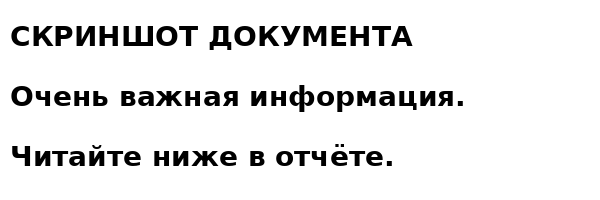 СКРИНШОТ ДОКУМЕНТА
Очень важная информация.
Читайте ниже в отчёте.